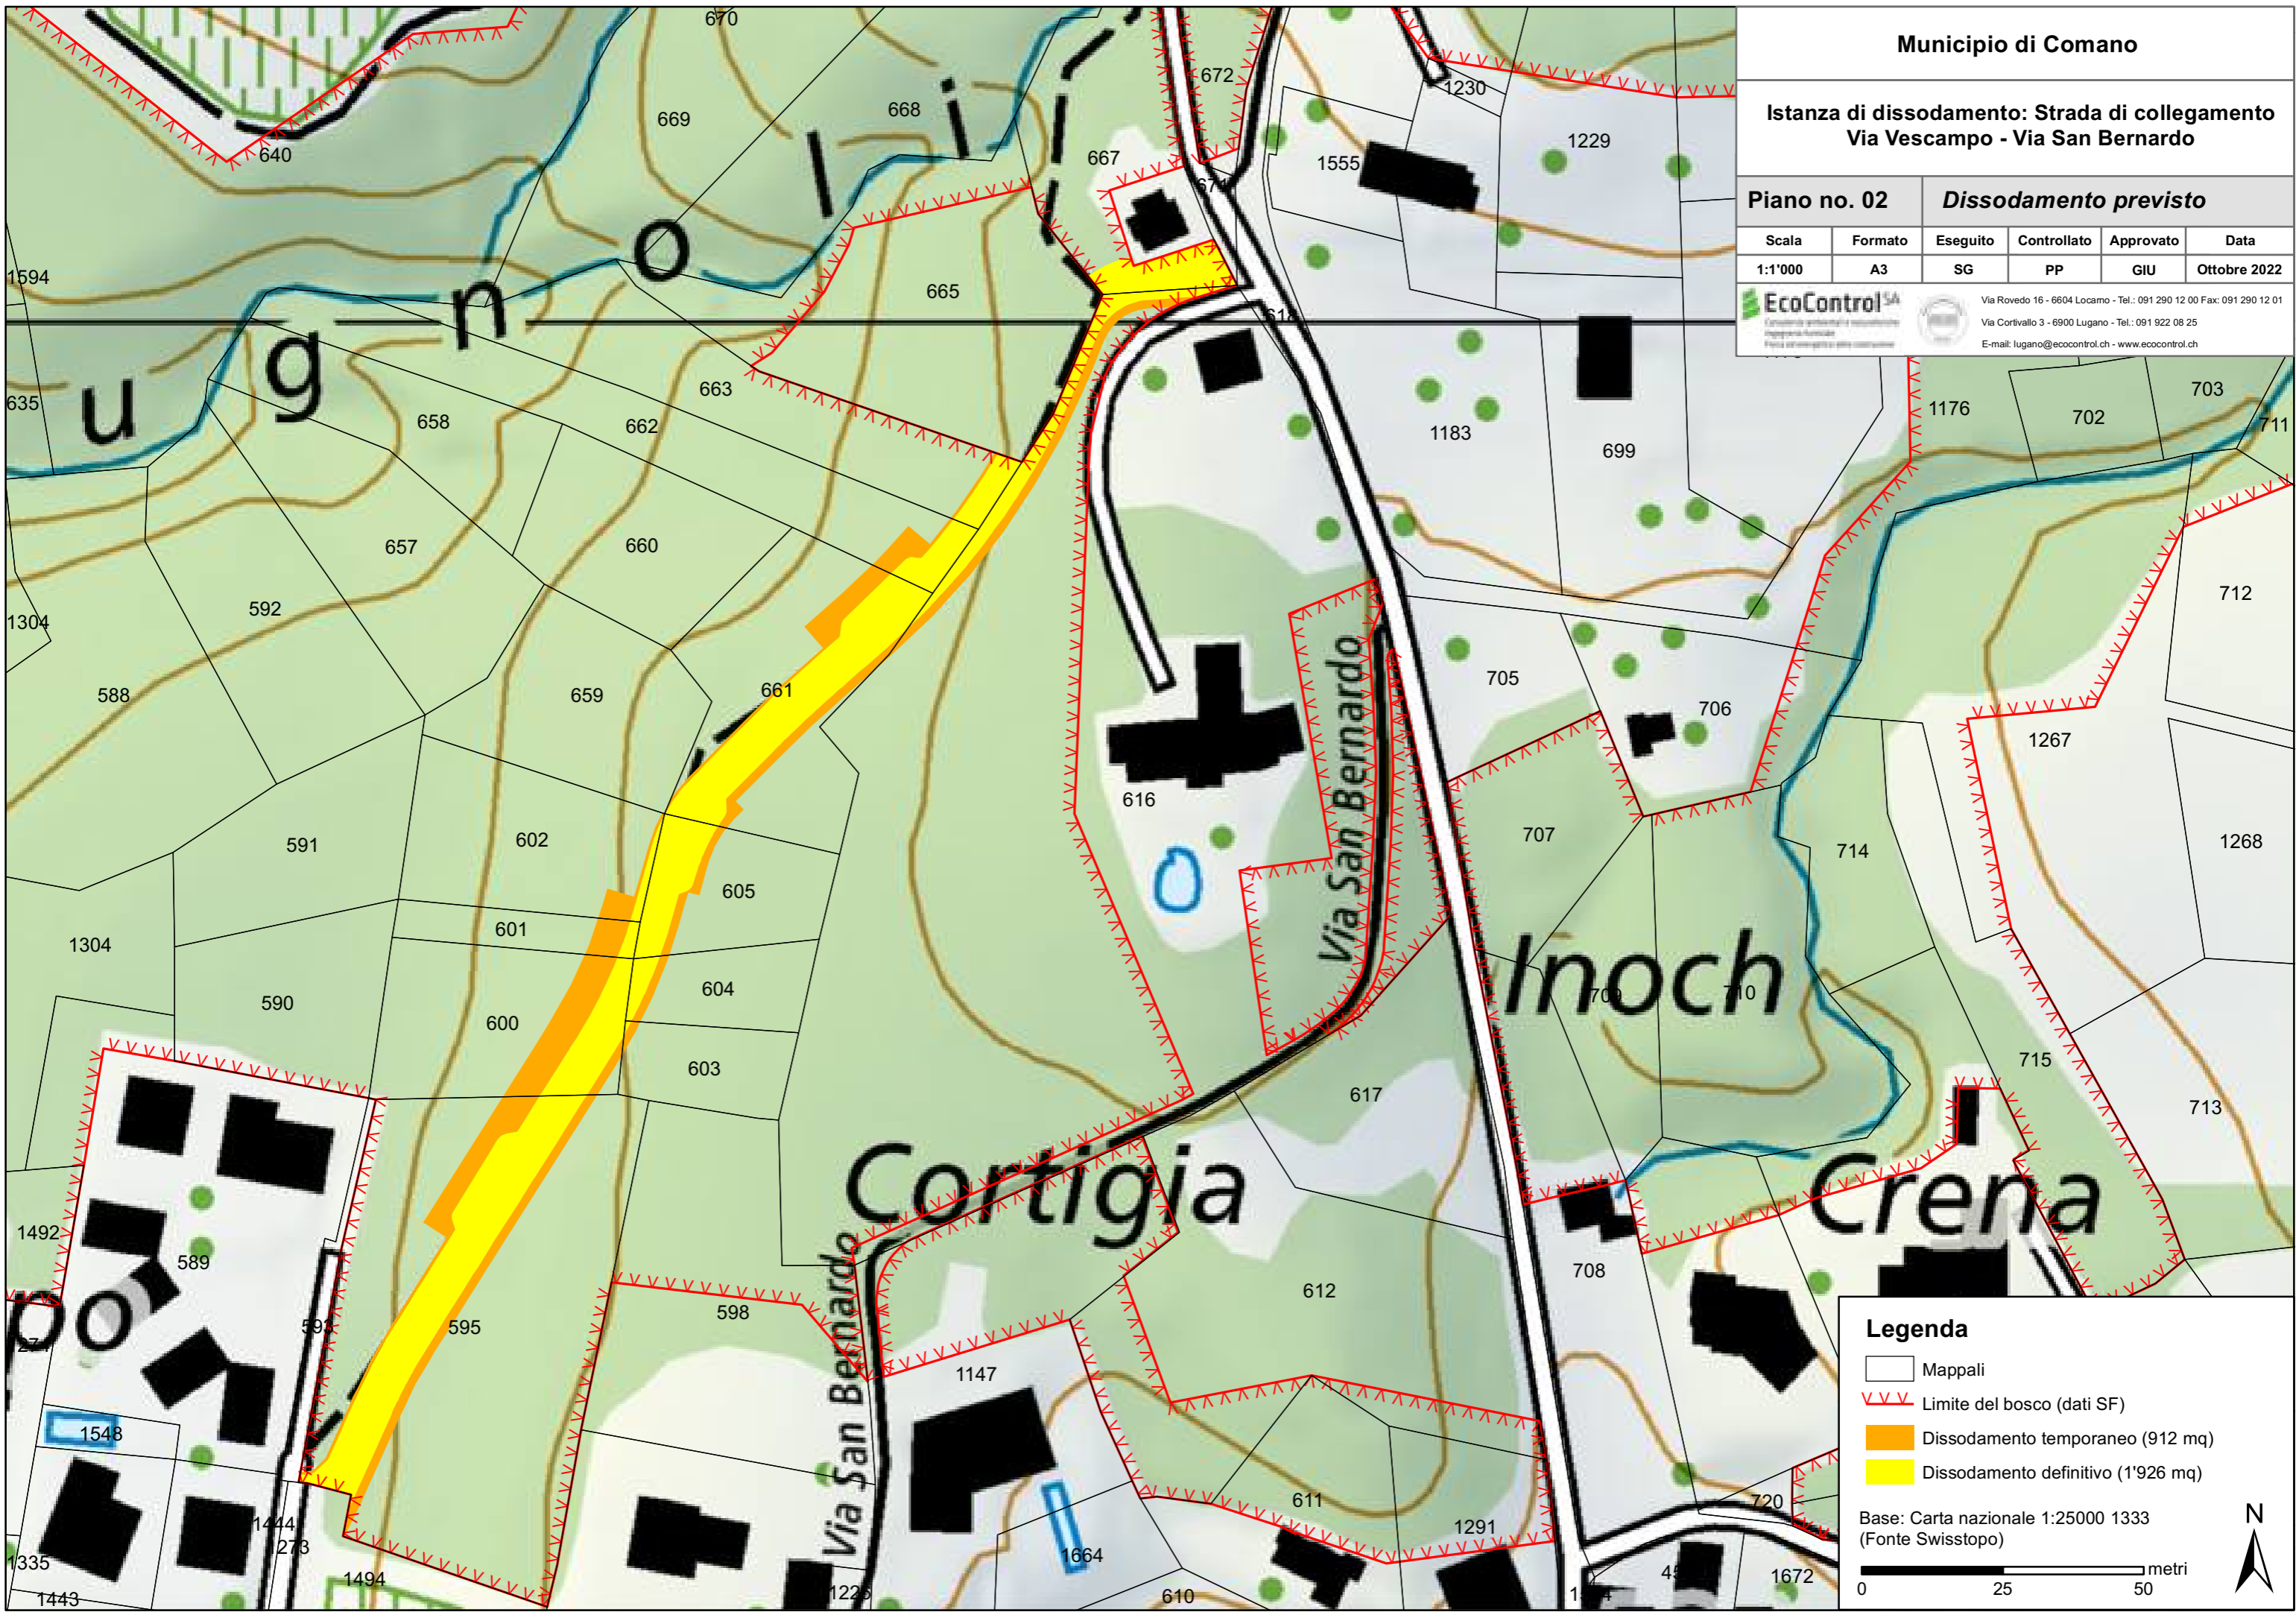 Municipio di Comano
Istanza di dissodamento: Strada di collegamento
Via Vescampo - Via San Bernardo
Piano no. 02 Dissodamento previsto
Scala Formato Eseguito Controllato Approvato Data
1:1'000 A3 SG PP GIU Ottobre 2022
EcoControl SA
Via Rovedo 16 - 6604 Locarno - Tel.: 091 290 12 00 Fax: 091 290 12 01
Via Cortivallo 3 - 6900 Lugano - Tel.: 091 922 08 25
E-mail: lugano@ecocontrol.ch - www.ecocontrol.ch
670
672
1230
669
668
640
667
1555
1229
1594
665
u g n o l i
618
635
663
658
662
1183
699
1176
702
703
711
657
660
592
1304
712
588
659
661
705
706
616
1267
591
602
707
714
1268
605
Via San Bernardo
601
1304
590
600
604
Inoch
709
710
603
617
715
713
Cortigia
Crena
1492
589
708
612
po
593
595
598
Via San Bernardo
1147
1548
611
720
1444
1273
1291
1335
1494
1664
1443
610
1672
Legenda
Mappali
Limite del bosco (dati SF)
Dissodamento temporaneo (912 mq)
Dissodamento definitivo (1'926 mq)
Base: Carta nazionale 1:25000 1333
(Fonte Swisstopo)
N
metri
0 25 50